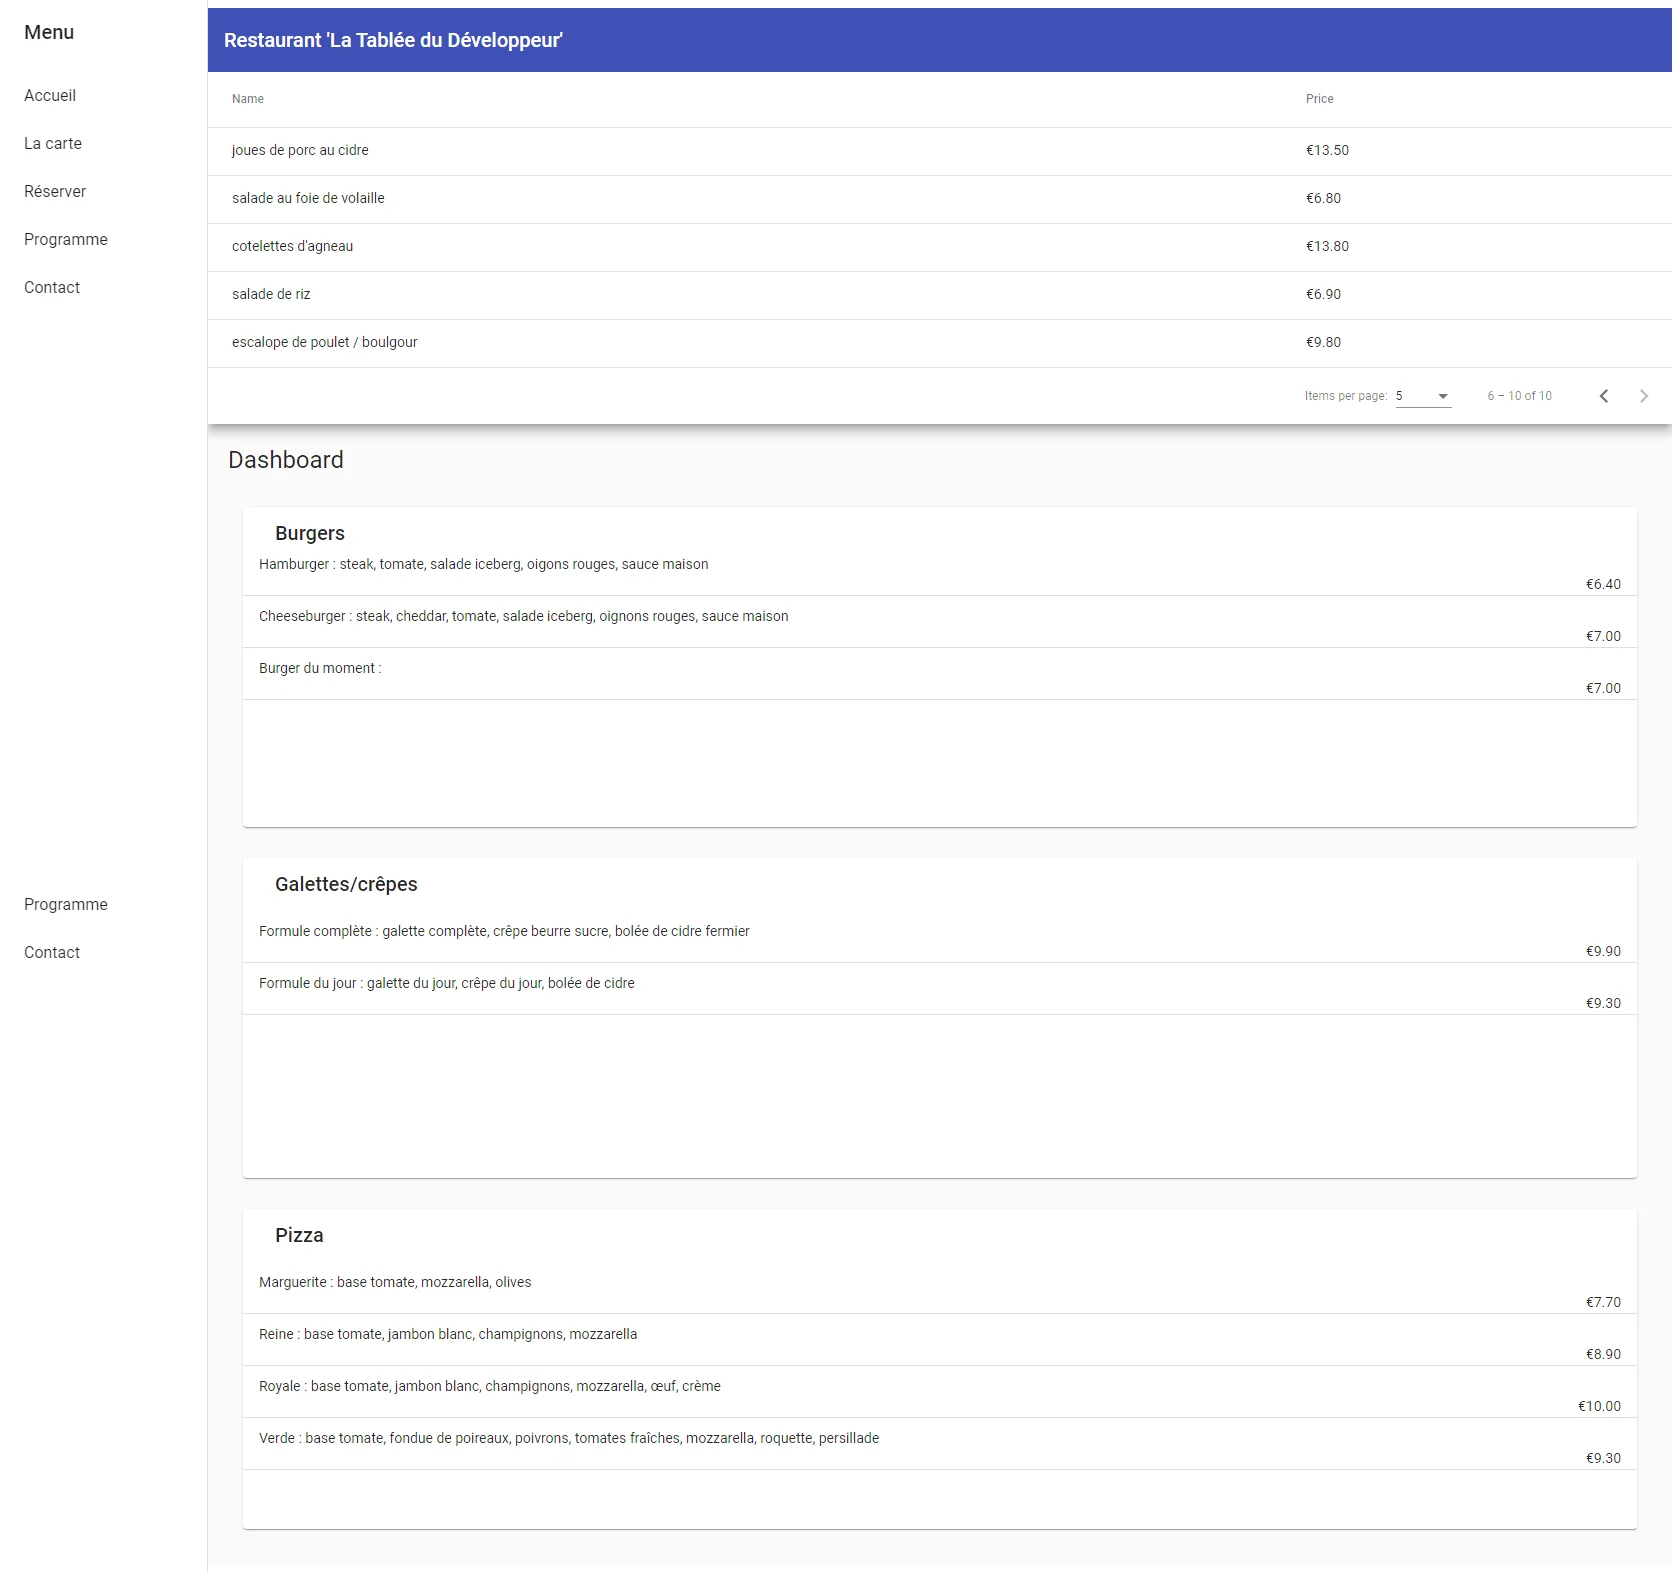 Menu
Accueil
La carte
Réserver
Programme
Contact
Programme
Contact
Restaurant 'La Tablée du Développeur'
Name Price
joues de porc au cidre €13.50
salade au foie de volaille €6.80
cotelettes d'agneau €13.80
salade de riz €6.90
escalope de poulet / boulgour €9.80
Items per page: 5 6 – 10 of 10
Dashboard
Burgers
Hamburger : steak, tomate, salade iceberg, oigons rouges, sauce maison
€6.40
Cheeseburger : steak, cheddar, tomate, salade iceberg, oignons rouges, sauce maison
€7.00
Burger du moment :
€7.00
Galettes/crêpes
Formule complète : galette complète, crêpe beurre sucre, bolée de cidre fermier
€9.90
Formule du jour : galette du jour, crêpe du jour, bolée de cidre
€9.30
Pizza
Marguerite : base tomate, mozzarella, olives
€7.70
Reine : base tomate, jambon blanc, champignons, mozzarella
€8.90
Royale : base tomate, jambon blanc, champignons, mozzarella, œuf, crème
€10.00
Verde : base tomate, fondue de poireaux, poivrons, tomates fraîches, mozzarella, roquette, persillade
€9.30